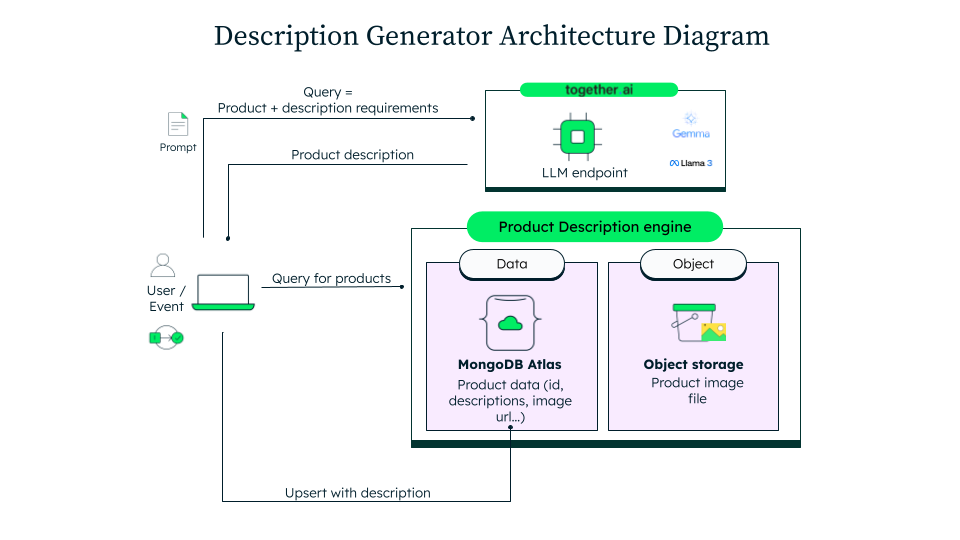 Description Generator Architecture Diagram
Query =
Product + description requirements
Prompt
Product description
together.ai
LLM endpoint
Gemma
Llama 3
Product Description engine
User /
Event
Query for products
Data
MongoDB Atlas
Product data (id,
descriptions, image
url...)
Object
Object storage
Product image
file
Upsert with description